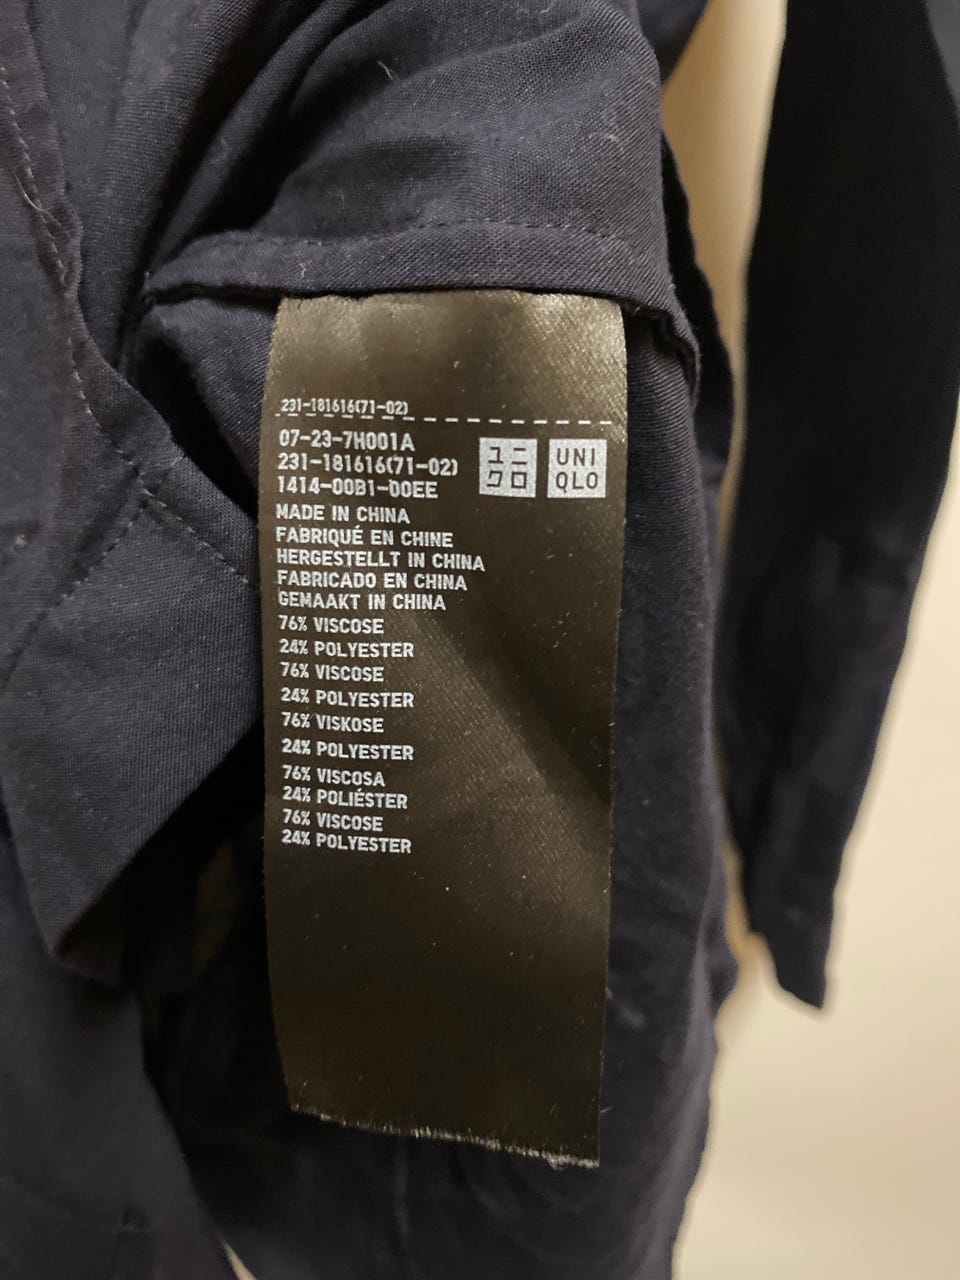 231-181616(71-02)
07-23-7H001A
231-181616(71-02)
1414-00B1-00EE
ユニ
クロ
UNI
QLO
MADE IN CHINA
FABRIQUÉ EN CHINE
HERGESTELLT IN CHINA
FABRICADO EN CHINA
GEMAAKT IN CHINA
76% VISCOSE
24% POLYESTER
76% VISCOSE
24% POLYESTER
76% VISKOSE
24% POLYESTER
76% VISCOSA
24% POLIÉSTER
76% VISCOSE
24% POLYESTER